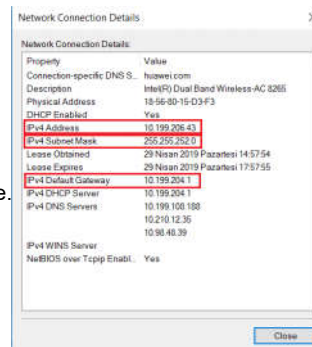 Network Connection Details
Network Connection Details:
Property Value
Connection-specific DNS S... huawei.com
Description Intel(R) Dual Band Wireless-AC 8265
Physical Address 18-56-80-15-D3-F3
DHCP Enabled Yes
IPv4 Address 10.199.206.43
IPv4 Subnet Mask 255.255.252.0
Lease Obtained 29 Nisan 2019 Pazartesi 14:57:54
Lease Expires 29 Nisan 2019 Pazartesi 17:57:55
IPv4 Default Gateway 10.199.204.1
IPv4 DHCP Server 10.199.204.1
IPv4 DNS Servers 10.199.108.188
10.210.12.35
10.98.48.39
IPv4 WINS Server
NetBIOS over Tcpip Enabl... Yes
Close
e.